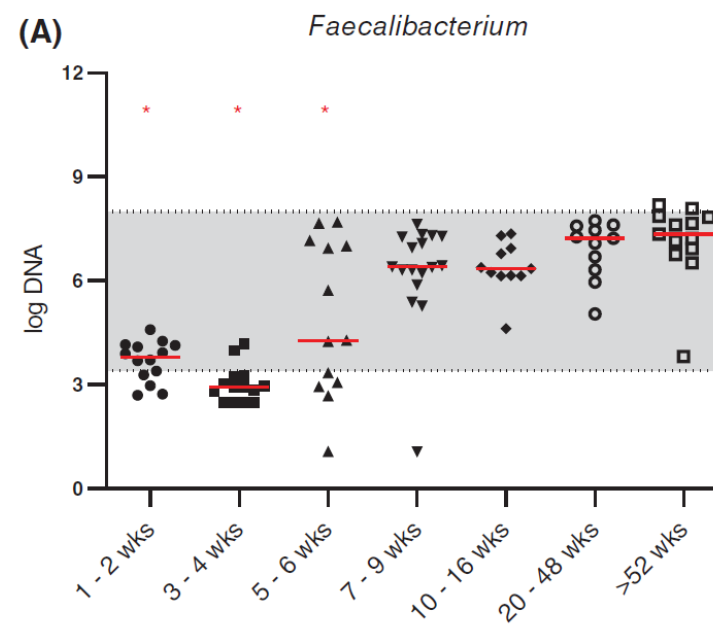 (A)
Faecalibacterium
12
9
6
3
0
log DNA
* * *
1 - 2 wks
3 - 4 wks
5 - 6 wks
7 - 9 wks
10 - 16 wks
20 - 48 wks
>52 wks